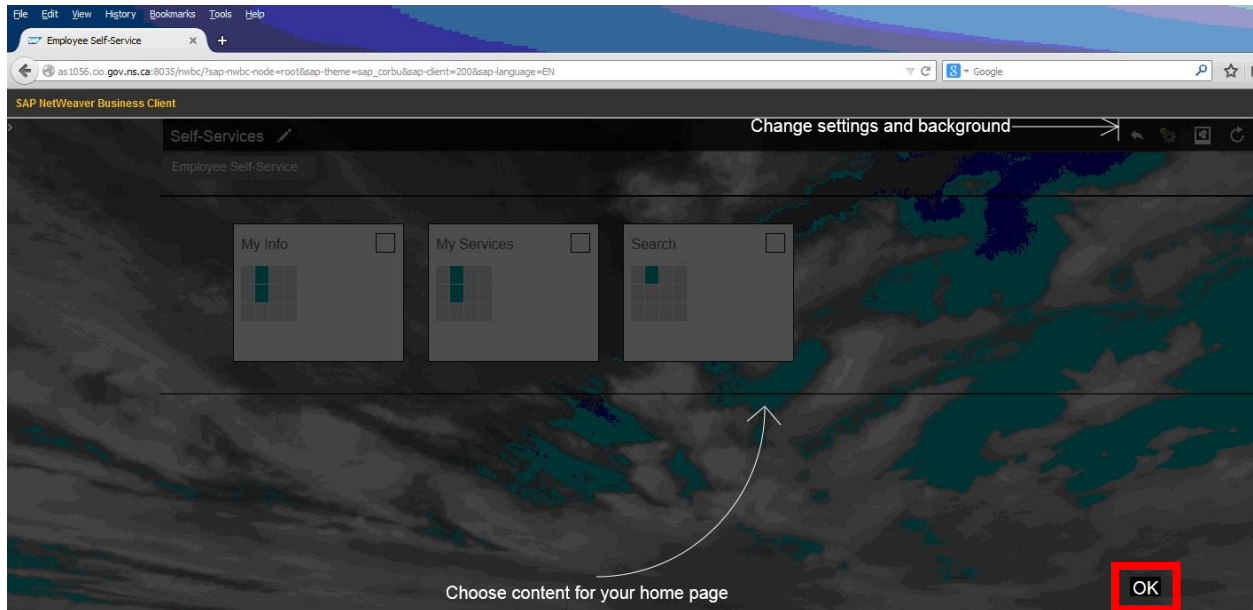 File Edit View History Bookmarks Tools Help
Employee Self-Service × +
as1056.cio.gov.ns.ca:8035/nwbc/?sap-nwbc-node=root&sap-theme=sap_corbu&sap-client=200&sap-language=EN
Google
SAP NetWeaver Business Client
Self-Services
Change settings and background
Employee Self-Service
My Info
My Services
Search
Choose content for your home page
OK